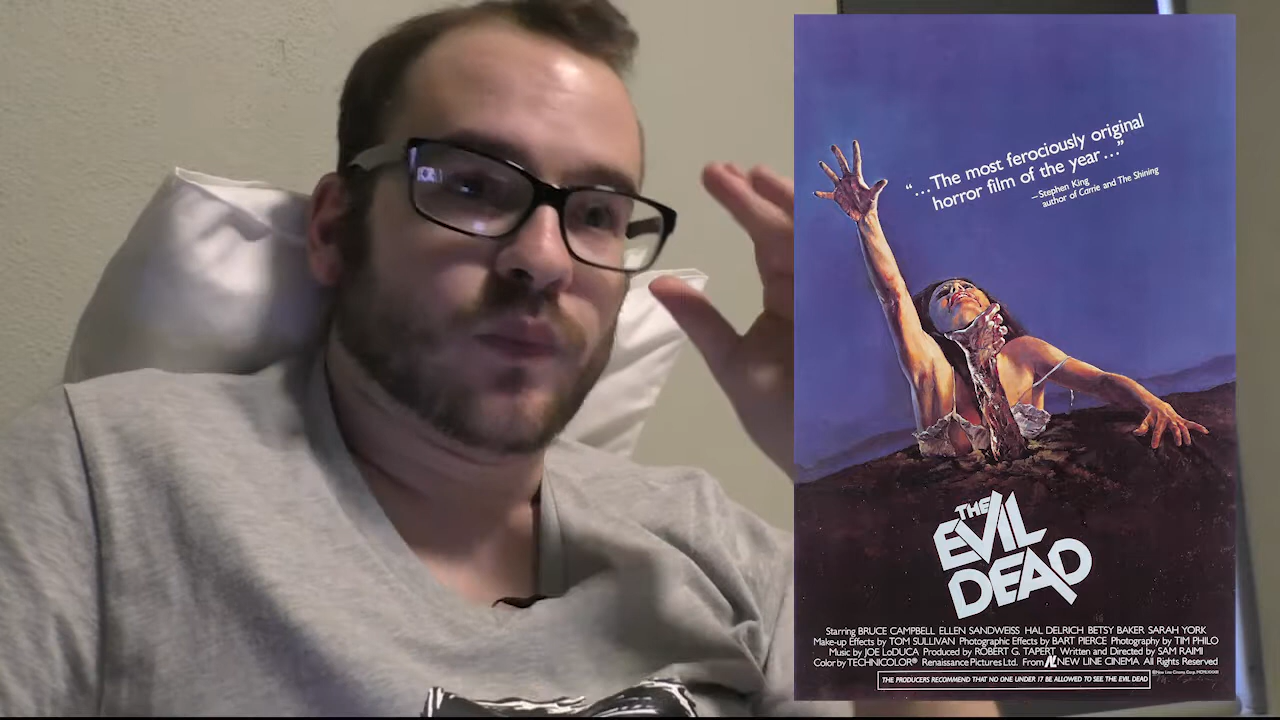 “...The most ferociously original
horror film of the year...”
—Stephen King
author of Carrie and The Shining
THE
EVIL
DEAD
Starring BRUCE CAMPBELL ELLEN SANDWEISS HAL DELRICH BETSY BAKER SARAH YORK
Make-up Effects by TOM SULLIVAN Photographic Effects by BART PIERCE Photography by TIM PHILO
Music by JOE LoDUCA Produced by ROBERT G. TAPERT Written and Directed by SAM RAIMI
Color by TECHNICOLOR® Renaissance Pictures Ltd. From NEW LINE CINEMA All Rights Reserved
THE PRODUCERS RECOMMEND THAT NO ONE UNDER 17 BE ALLOWED TO SEE THE EVIL DEAD